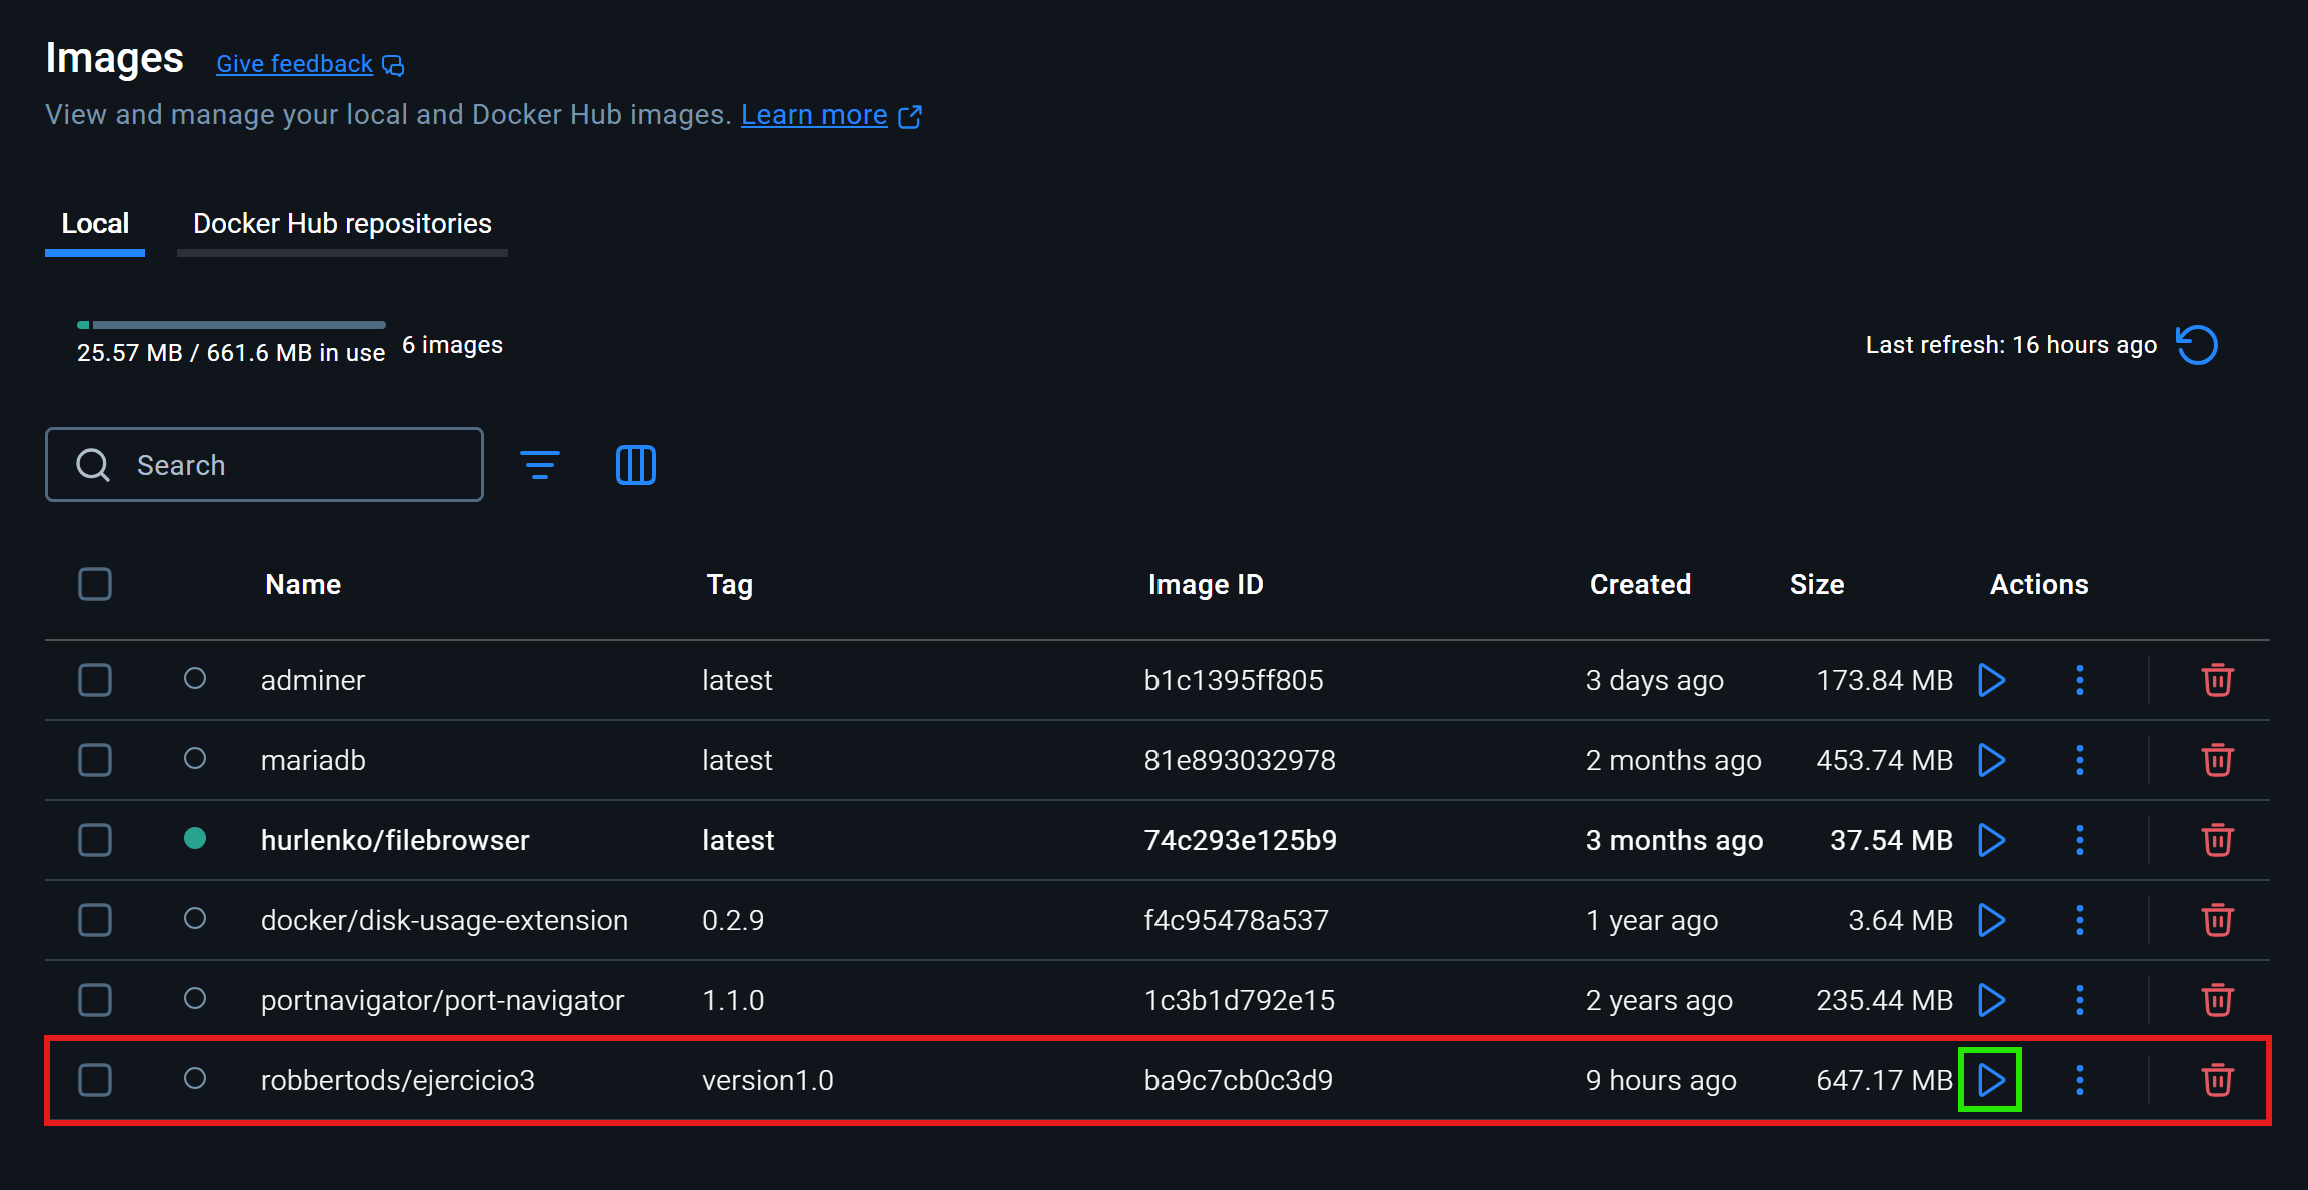 Images Give feedback
View and manage your local and Docker Hub images. Learn more
Local Docker Hub repositories
25.57 MB / 661.6 MB in use 6 images Last refresh: 16 hours ago
Search
Name Tag Image ID Created Size Actions
adminer latest b1c1395ff805 3 days ago 173.84 MB
mariadb latest 81e893032978 2 months ago 453.74 MB
hurlenko/filebrowser latest 74c293e125b9 3 months ago 37.54 MB
docker/disk-usage-extension 0.2.9 f4c95478a537 1 year ago 3.64 MB
portnavigator/port-navigator 1.1.0 1c3b1d792e15 2 years ago 235.44 MB
robbertods/ejercicio3 version1.0 ba9c7cb0c3d9 9 hours ago 647.17 MB